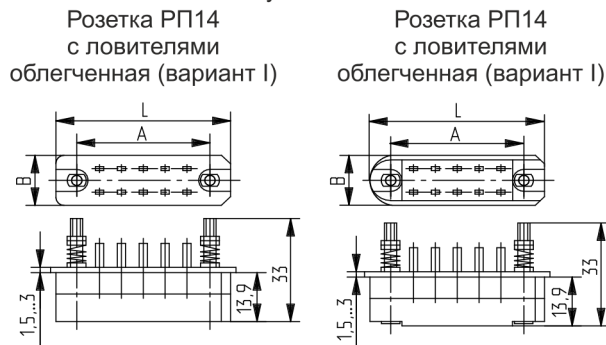 Розетка РП14
с ловителями
облегченная (вариант I)
L
A
B
33
13,9
1,5...3
Розетка РП14
с ловителями
облегченная (вариант I)
L
A
B
33
13,9
1,5...3